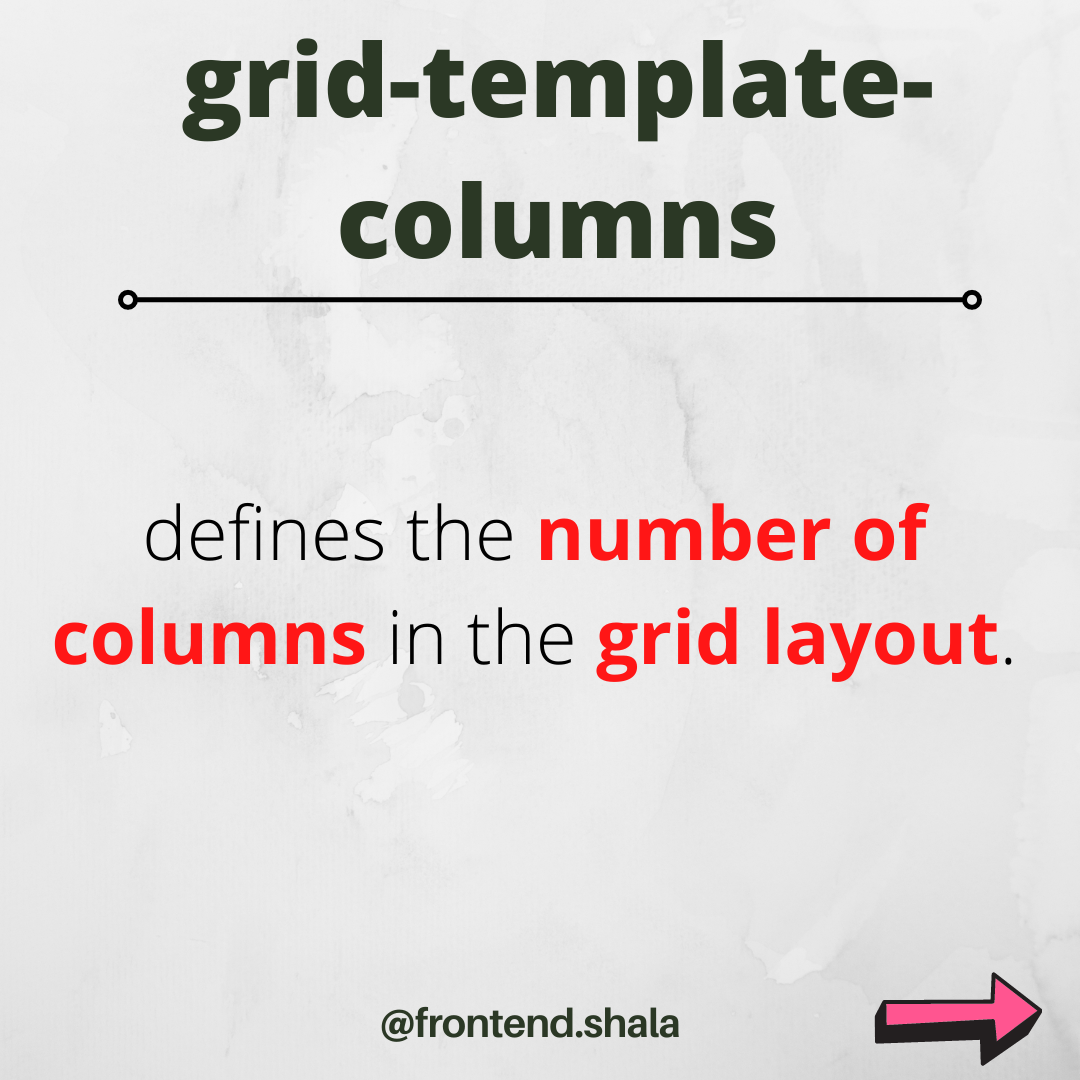 grid-template-
columns
defines the number of
columns in the grid layout.
@frontend.shala